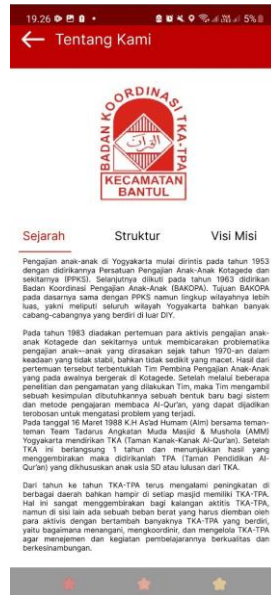 19.26
5%
← Tentang Kami
BADAN KOORDINASI TKA-TPA
KECAMATAN
BANTUL
Sejarah Struktur Visi Misi
Pengajian anak-anak di Yogyakarta mulai dirintis pada tahun 1953
dengan didirikannya Persatuan Pengajian Anak-Anak Kotagede dan
sekitarnya (PPKS). Selanjutnya diikuti pada tahun 1963 didirikan
Badan Koordinasi Pengajian Anak-Anak (BAKOPA). Tujuan BAKOPA
pada dasarnya sama dengan PPKS namun lingkup wilayahnya lebih
luas, yakni meliputi seluruh wilayah Yogyakarta bahkan banyak
cabang-cabangnya yang berdiri di luar DIY.
Pada tahun 1983 diadakan pertemuan para aktivis pengajian anak-
anak Kotagede dan sekitarnya untuk membicarakan problematika
pengajian anak–anak yang dirasakan sejak tahun 1970-an dalam
keadaan yang tidak stabil, bahkan tidak sedikit yang macet. Hasil dari
pertemuan tersebut terbentuklah Tim Pembina Pengajian Anak-Anak
yang pada awalnya bergerak di Kotagede. Setelah melalui beberapa
penelitian dan pengamatan yang dilakukan Tim, maka Tim mengambil
sebuah kesimpulan dibutuhkannya sebuah bentuk baru bagi sistem
dan metode pengajaran membaca Al-Qur'an, yang dapat dijadikan
terobosan untuk mengatasi problem yang terjadi.
Pada tanggal 16 Maret 1988 K.H As'ad Humam (Alm) bersama teman-
teman Team Tadarus Angkatan Muda Masjid & Mushola (AMM)
Yogyakarta mendirikan TKA (Taman Kanak-Kanak Al-Qur'an). Setelah
TKA ini berlangsung 1 tahun dan menunjukkan hasil yang
menggembirakan maka didirikanlah TPA (Taman Pendidikan Al-
Qur'an) yang dikhususkan anak usia SD atau lulusan dari TKA.
Dari tahun ke tahun TKA-TPA terus mengalami peningkatan di
berbagai daerah bahkan hampir di setiap masjid memiliki TKA-TPA.
Hal ini sangat menggembirakan bagi kalangan aktitis TKA-TPA,
namun di sisi lain ada sebuah beban berat yang harus diemban oleh
para aktivis dengan bertambah banyaknya TKA-TPA yang berdiri,
yaitu bagaimana menangani, mengkoordinir, dan mengelola TKA-TPA
agar menejemen dan kegiatan pembelajarannya berkualitas dan
berkesinambungan.